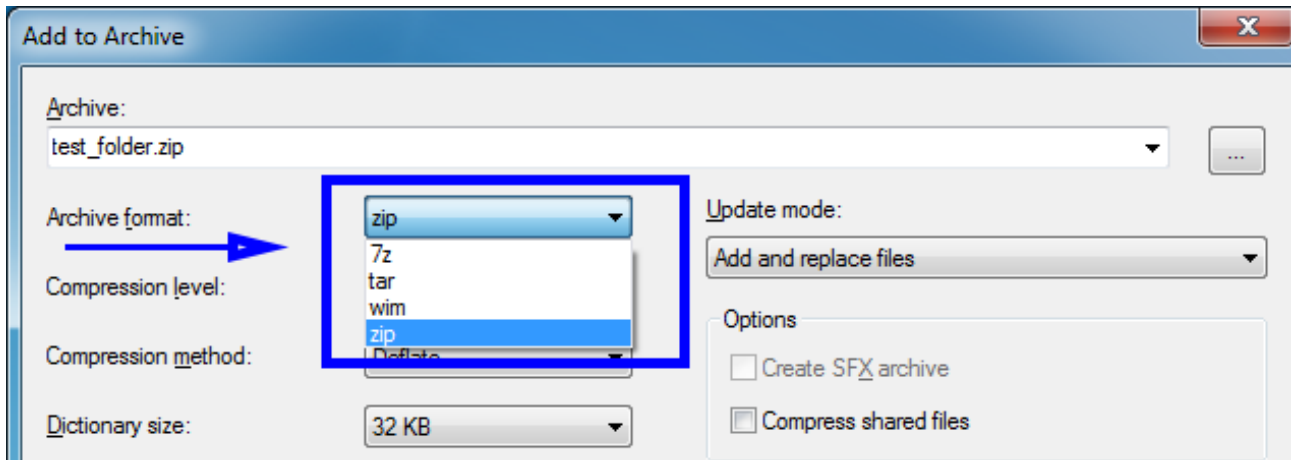 Add to Archive
Archive:
test_folder.zip
...
Archive format:
zip
Update mode:
7z
Add and replace files
tar
Compression level:
wim
Options
zip
Compression method:
Deflate
Create SFX archive
Dictionary size:
32 KB
Compress shared files